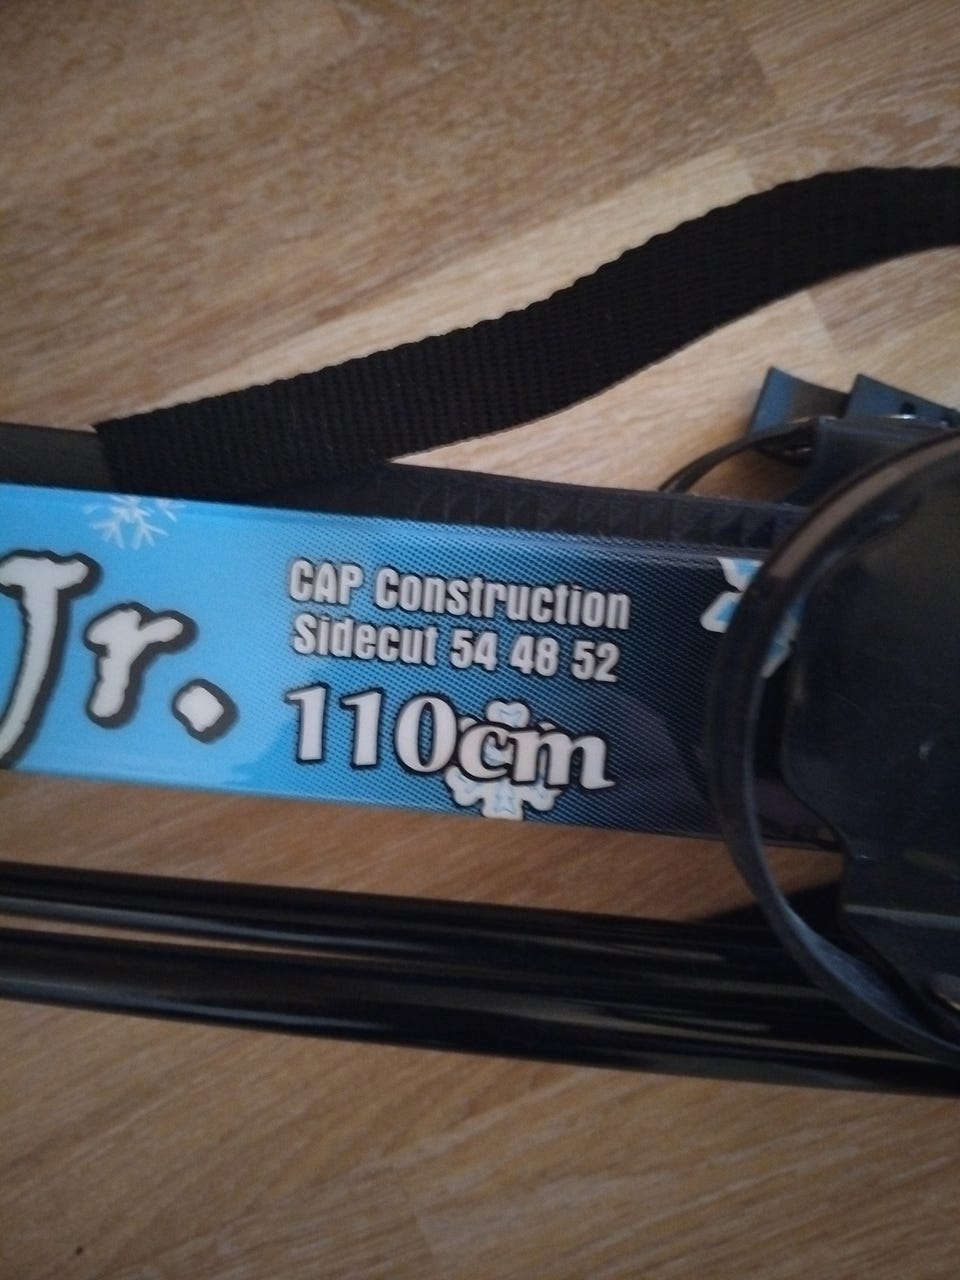 Jr.
CAP Construction
Sidecut 54 48 52
110cm